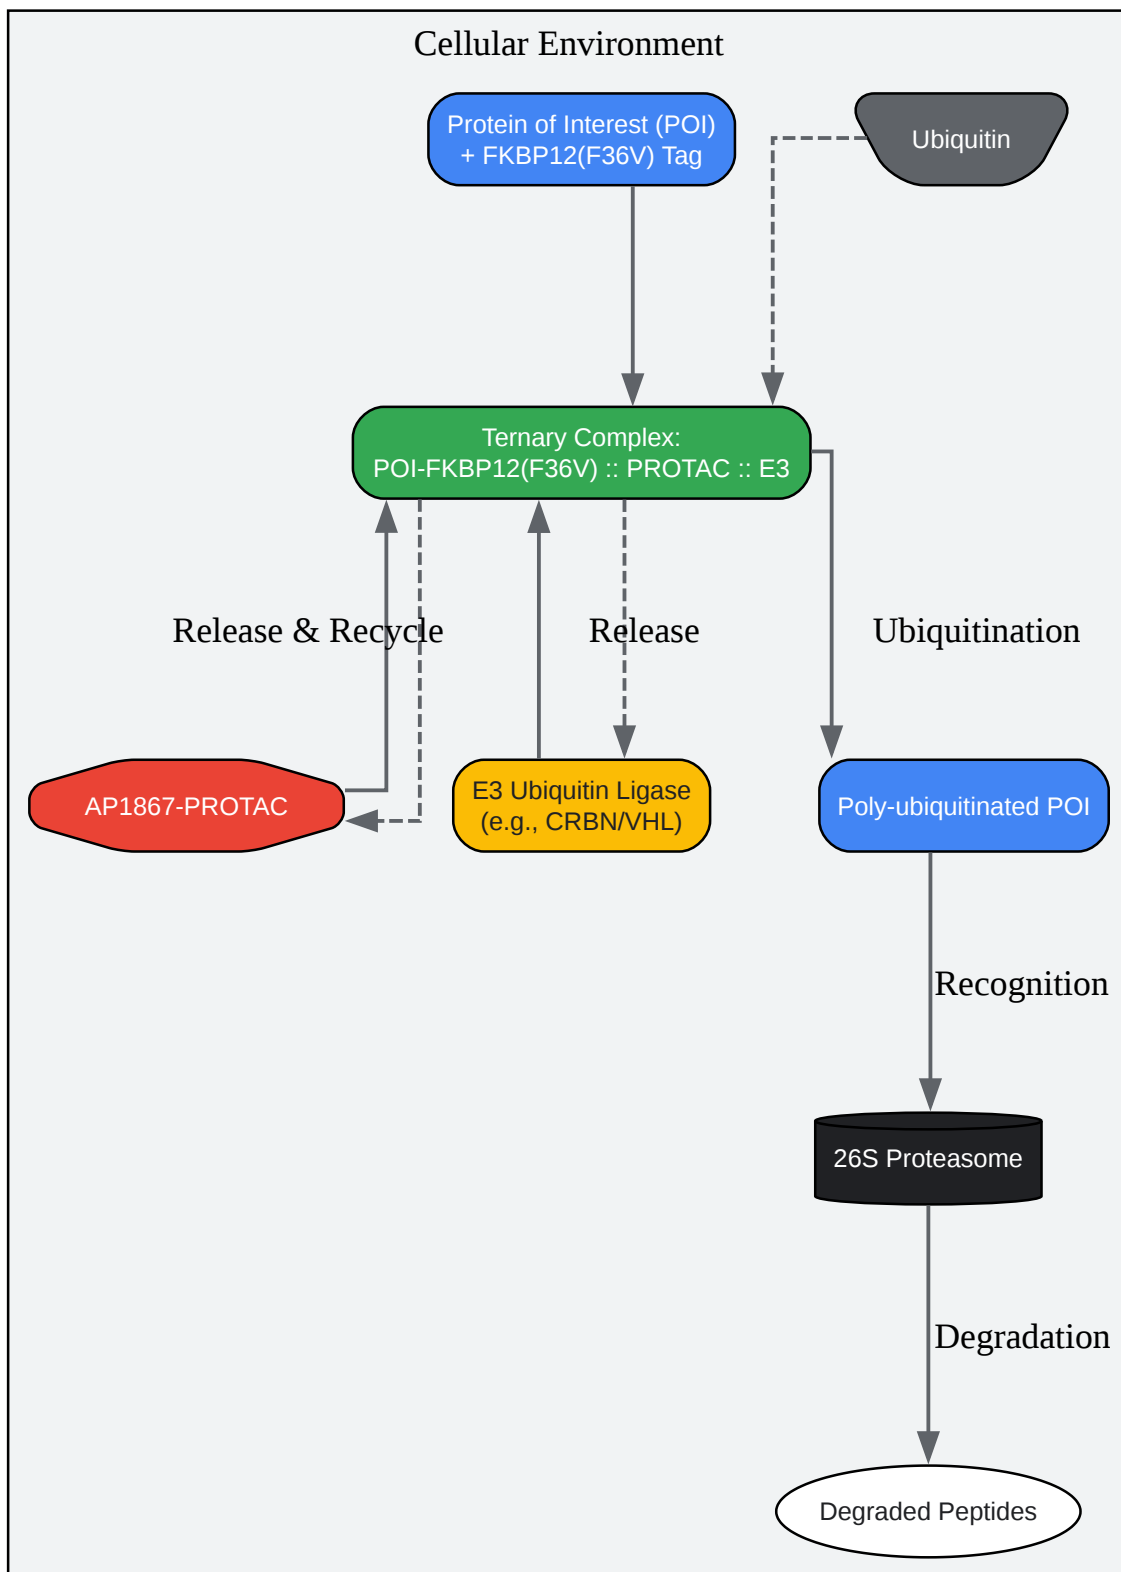 Cellular Environment
Protein of Interest (POI)
+ FKBP12(F36V) Tag
Ubiquitin
Ternary Complex:
POI-FKBP12(F36V) :: PROTAC :: E3
Release & Recycle
Release
Ubiquitination
AP1867-PROTAC
E3 Ubiquitin Ligase
(e.g., CRBN/VHL)
Poly-ubiquitinated POI
Recognition
26S Proteasome
Degradation
Degraded Peptides